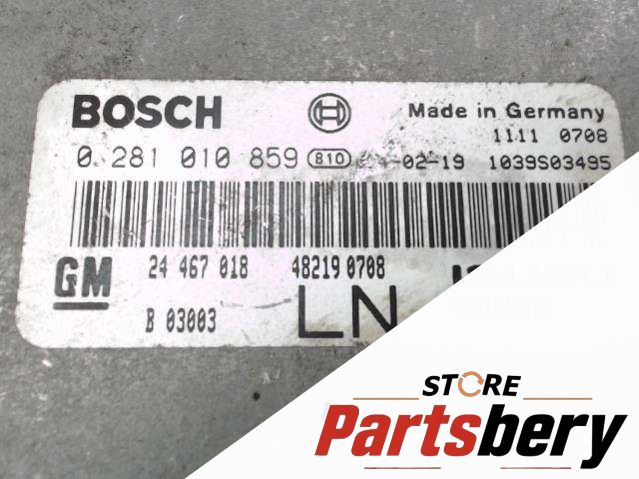 BOSCH Made in Germany
1111 0708
0 281 010 859 810 -02-19 1039S03495
GM 24 467 018 48219 0708 ISUZU
B 03003 LN
STORE
Partsbery